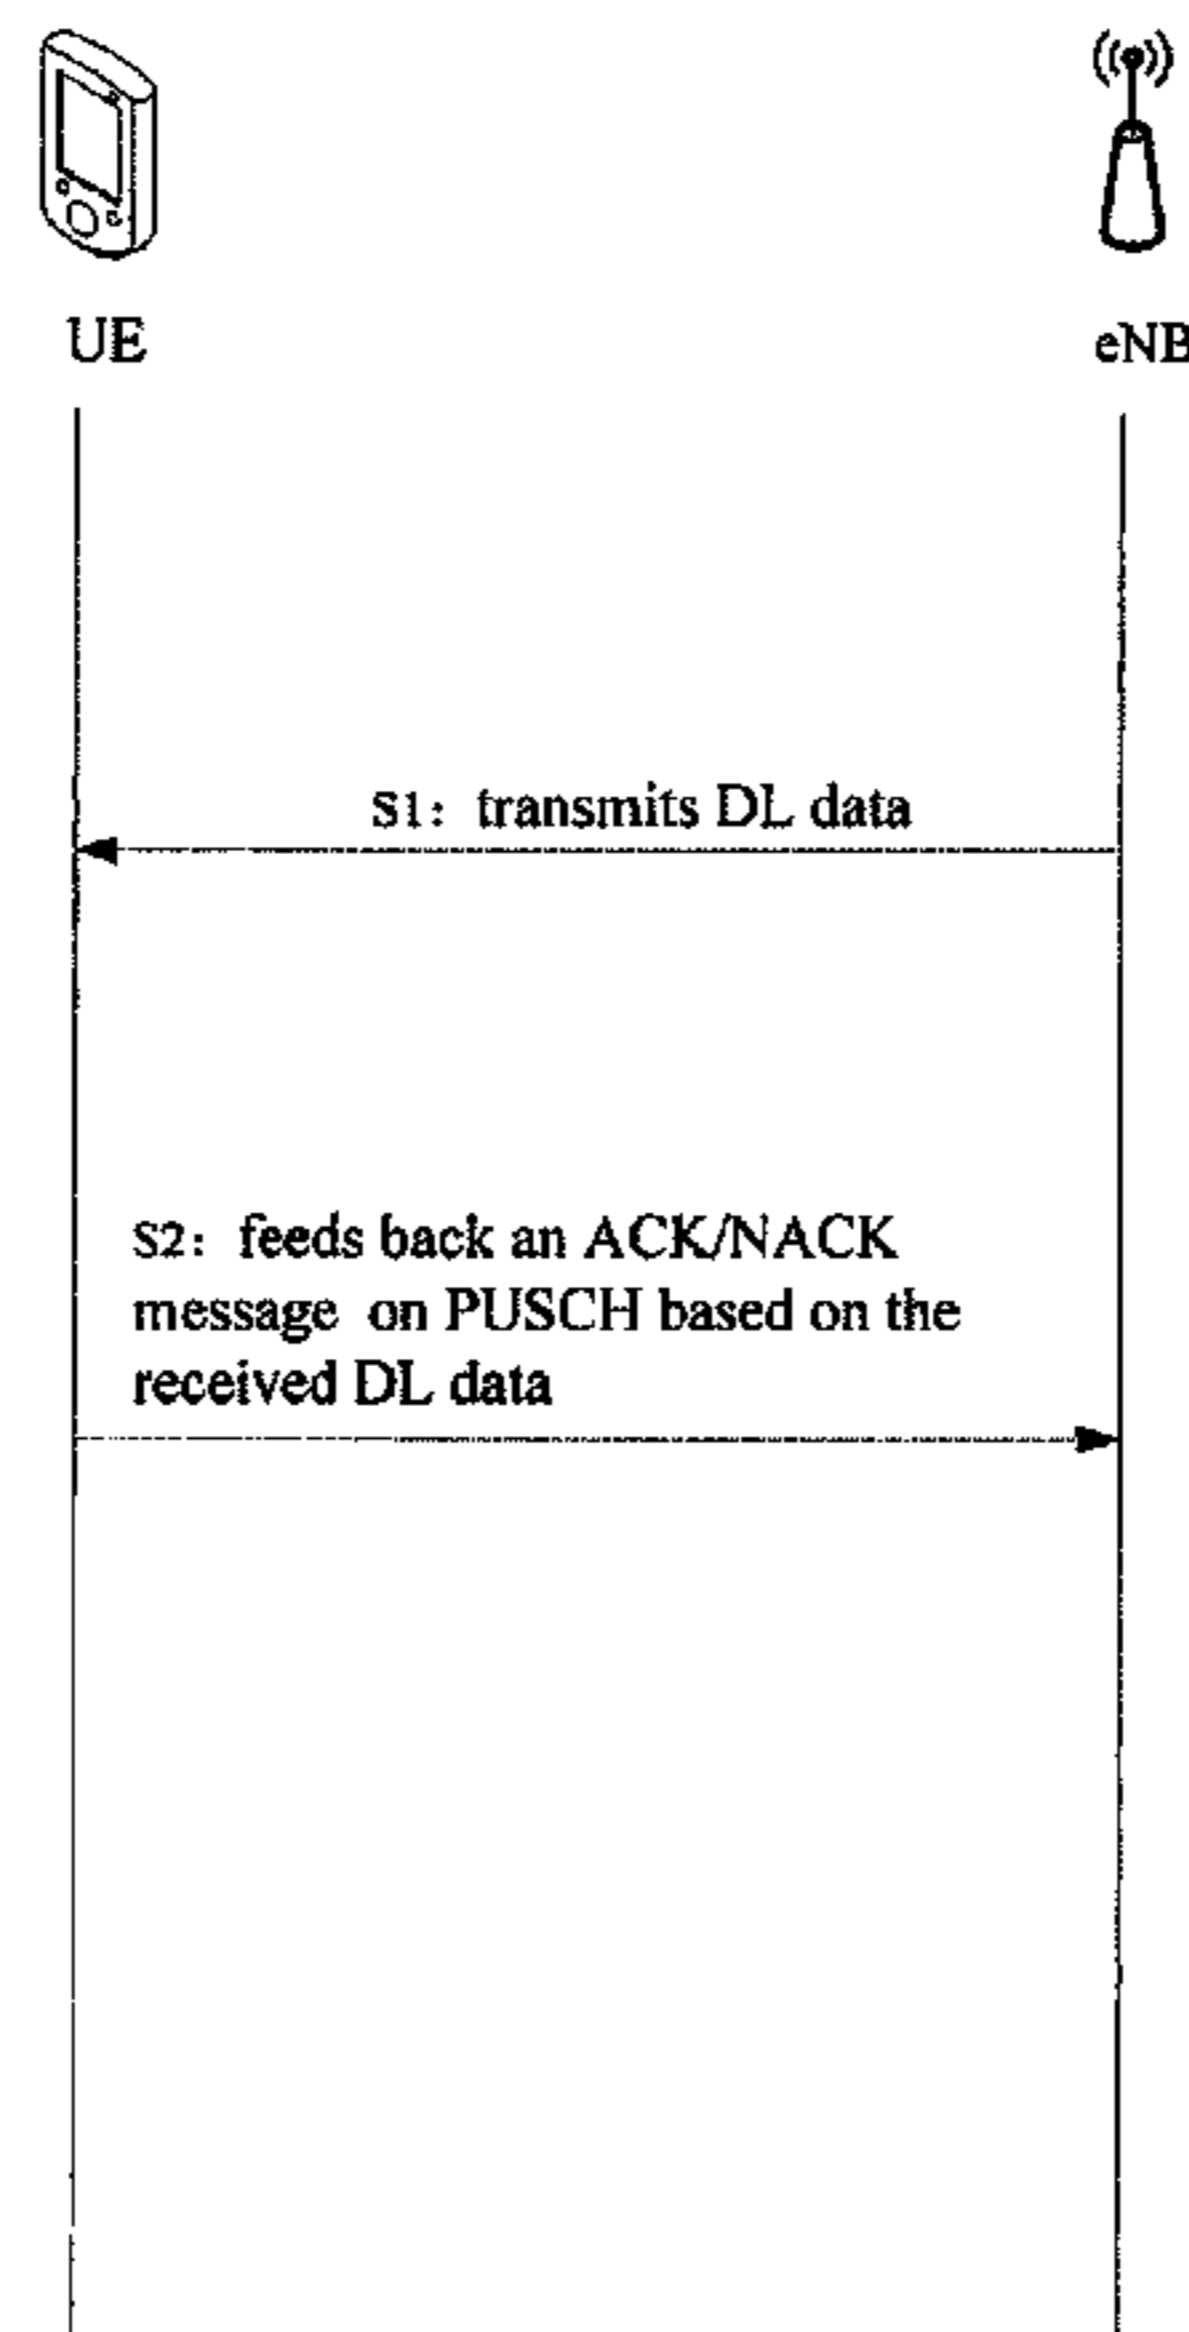 UE
eNB
S1: transmits DL data
S2: feeds back an ACK/NACK
message on PUSCH based on the
received DL data